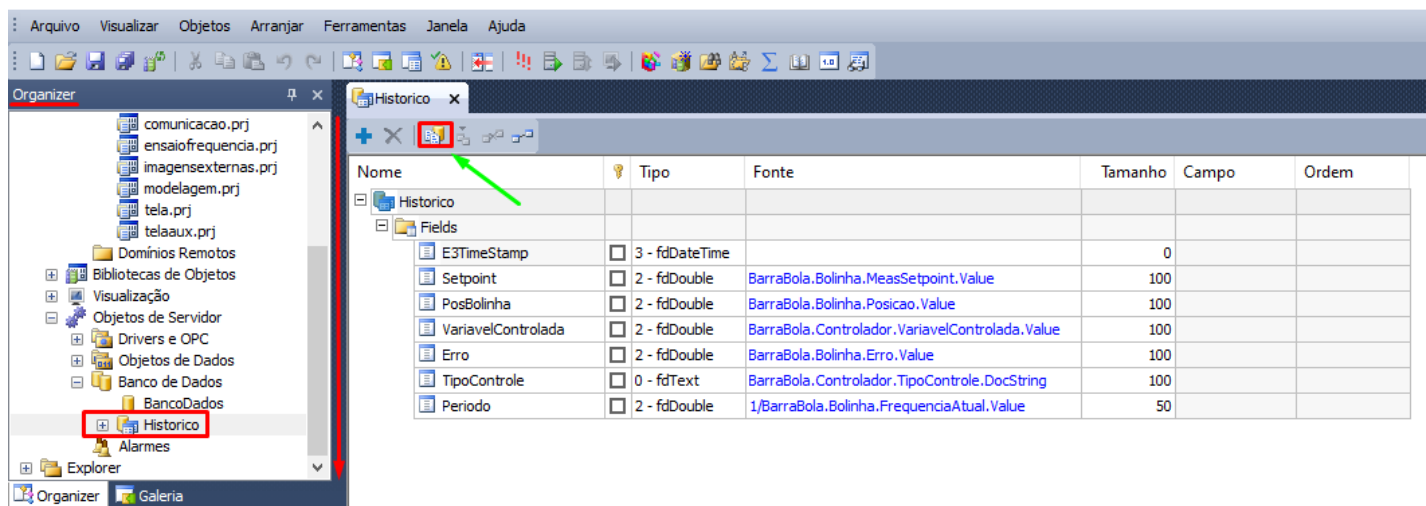 Arquivo Visualizar Objetos Arranjar Ferramentas Janela Ajuda
Organizer
comunicacao.prj
ensaiofrequencia.prj
imagensexternas.prj
modelagem.prj
tela.prj
telaaux.prj
Domínios Remotos
Bibliotecas de Objetos
Visualização
Objetos de Servidor
Drivers e OPC
Objetos de Dados
Banco de Dados
BancoDados
Historico
Alarmes
Explorer
Organizer Galeria
Historico
Nome Tipo Fonte Tamanho Campo Ordem
Historico
Fields
E3TimeStamp 3 - fdDateTime 0
Setpoint 2 - fdDouble BarraBola.Bolinha.MeasSetpoint.Value 100
PosBolinha 2 - fdDouble BarraBola.Bolinha.Posicao.Value 100
VariavelControlada 2 - fdDouble BarraBola.Controlador.VariavelControlada.Value 100
Erro 2 - fdDouble BarraBola.Bolinha.Erro.Value 100
TipoControle 0 - fdText BarraBola.Controlador.TipoControle.DocString 100
Periodo 2 - fdDouble 1/BarraBola.Bolinha.FrequenciaAtual.Value 50